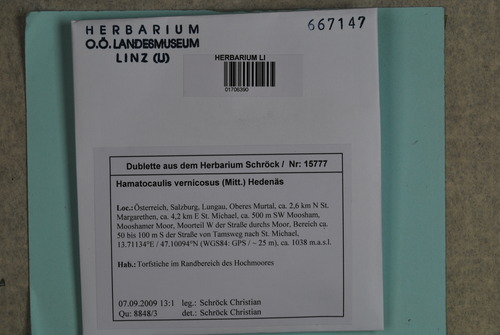 HERBARIUM
O.Ö. LANDESMUSEUM
LINZ (LI)
667147
HERBARIUM LI
01706390
Dublette aus dem Herbarium Schröck / Nr: 15777
Hamatocaulis vernicosus (Mitt.) Hedenäs
Loc.:Österreich, Salzburg, Lungau, Oberes Murtal, ca. 2,6 km N St.
Margarethen, ca. 4,2 km E St. Michael, ca. 500 m SW Moosham,
Mooshamer Moor, Moorteil W der Straße durchs Moor, Bereich ca.
50 bis 100 m S der Straße von Tamsweg nach St. Michael,
13.71134°E / 47.10094°N (WGS84: GPS / ~ 25 m), ca. 1038 m.a.s.l.
Hab.: Torfstiche im Randbereich des Hochmoores
07.09.2009 13:1 leg.: Schröck Christian
Qu: 8848/3 det.: Schröck Christian